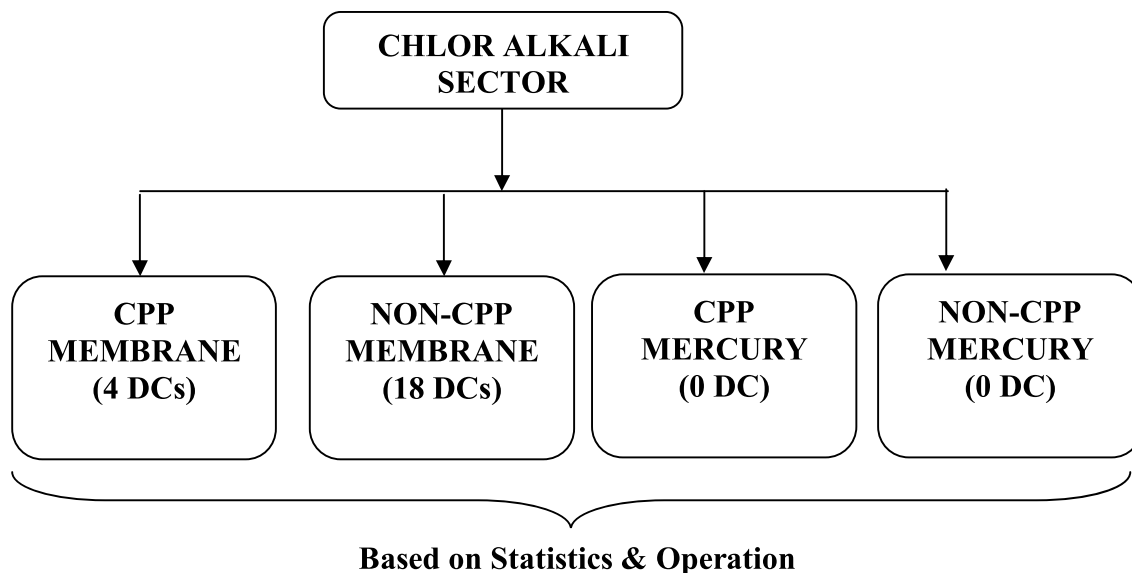 CHLOR ALKALI
SECTOR
CPP
MEMBRANE
(4 DCs)
NON-CPP
MEMBRANE
(18 DCs)
CPP
MERCURY
(0 DC)
NON-CPP
MERCURY
(0 DC)
Based on Statistics & Operation